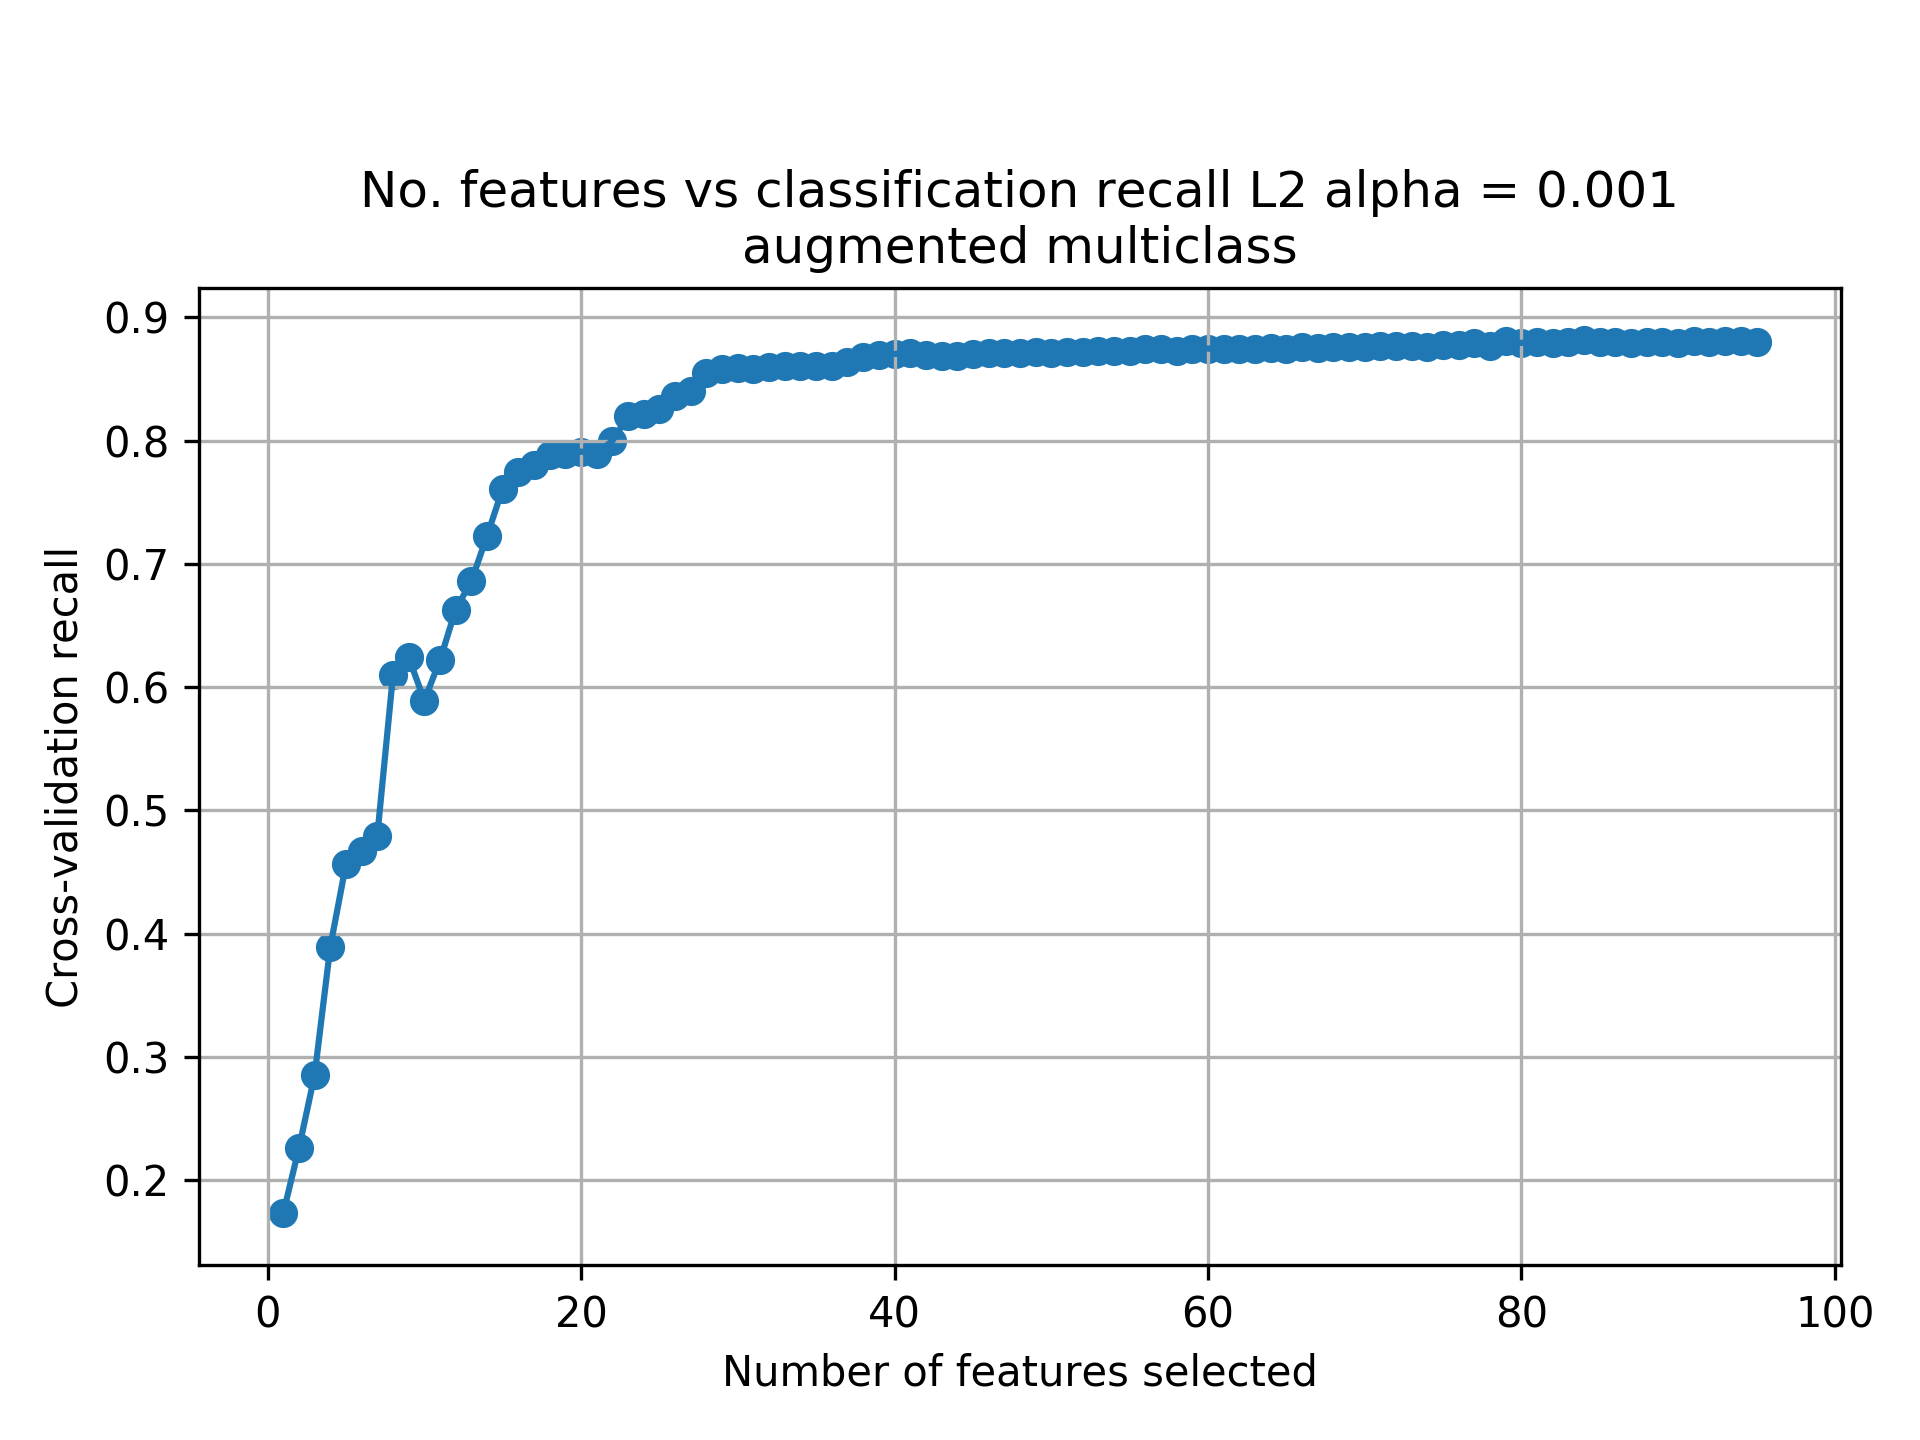 No. features vs classification recall L2 alpha = 0.001
augmented multiclass
0.9
0.8
0.7
0.6
0.5
0.4
0.3
0.2
Cross-validation recall
0 20 40 60 80 100
Number of features selected